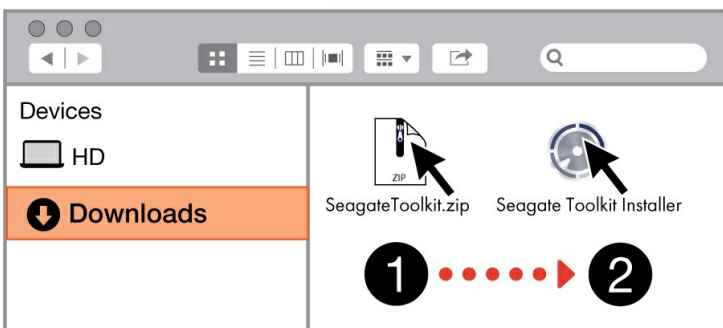 Devices
HD
Downloads
ZIP
SeagateToolkit.zip
Seagate Toolkit Installer
1
2